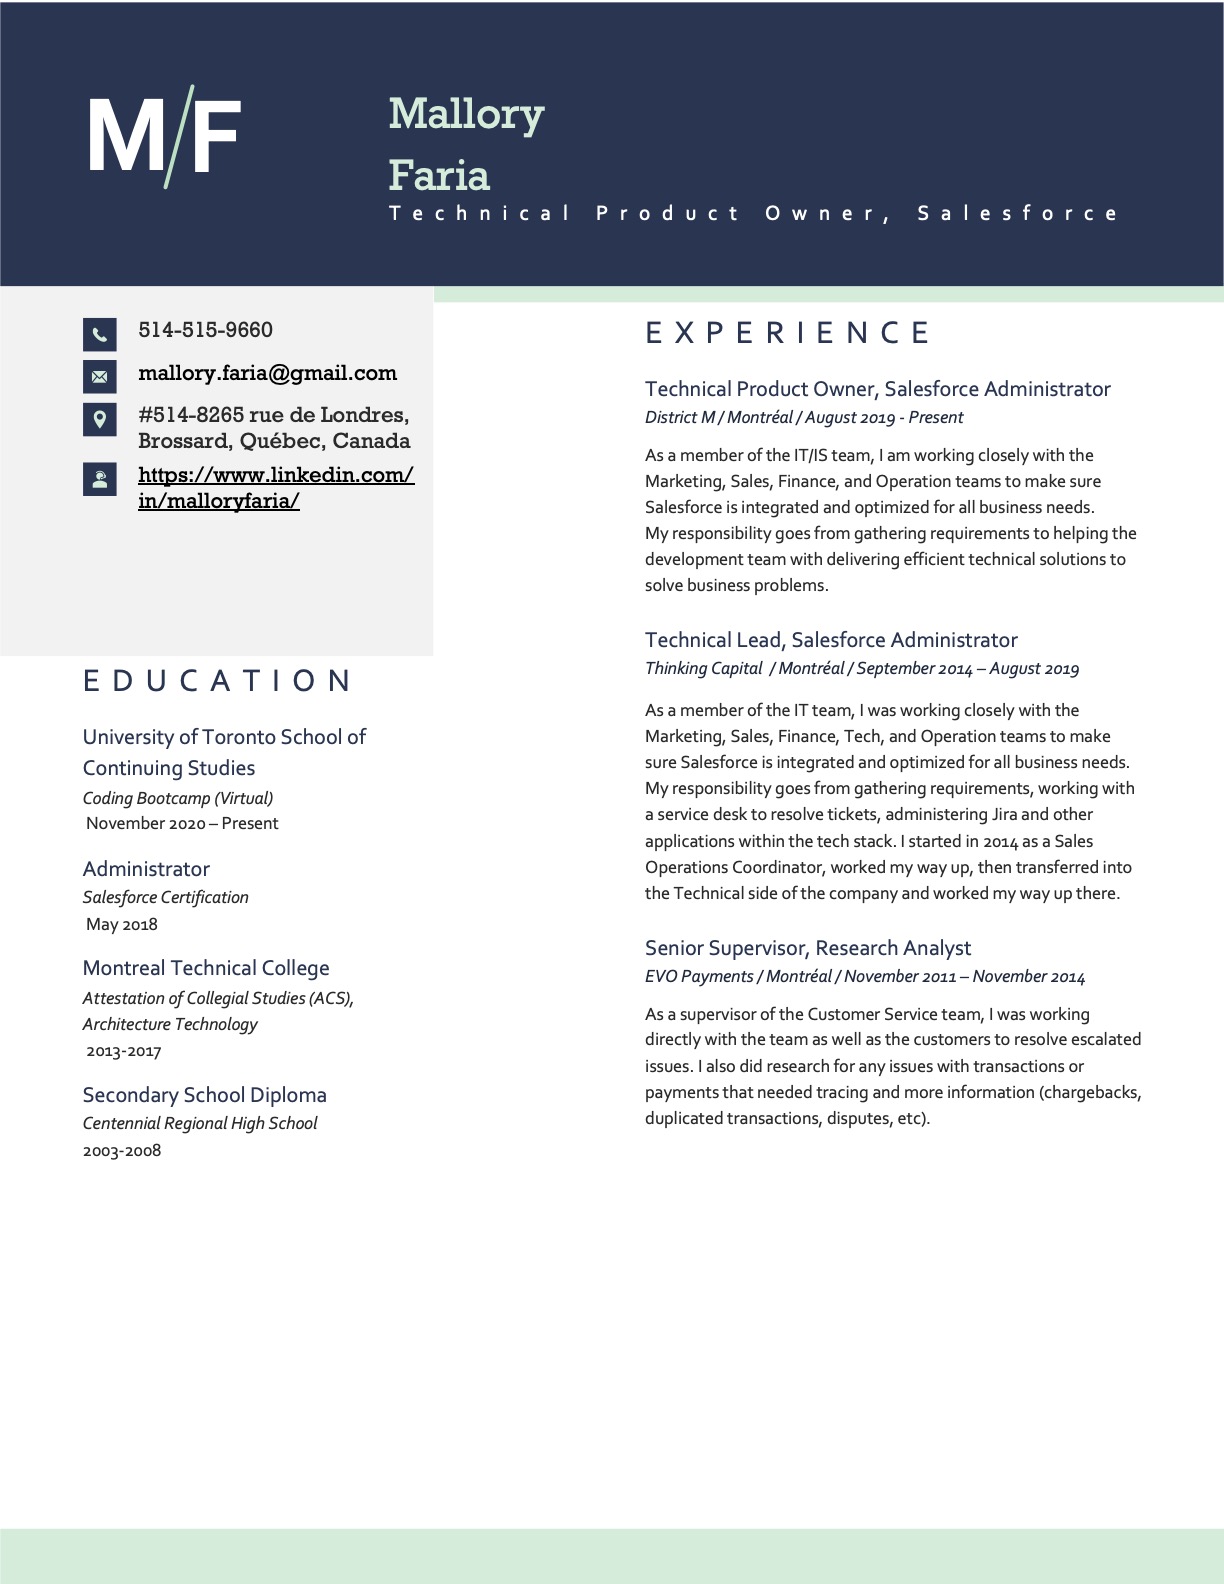 M/F
Mallory
Faria
Technical Product Owner, Salesforce
514-515-9660
mallory.faria@gmail.com
#514-8265 rue de Londres,
Brossard, Québec, Canada
https://www.linkedin.com/
in/malloryfaria/
EDUCATION
University of Toronto School of
Continuing Studies
Coding Bootcamp (Virtual)
November 2020 – Present
Administrator
Salesforce Certification
May 2018
Montreal Technical College
Attestation of Collegial Studies (ACS),
Architecture Technology
2013-2017
Secondary School Diploma
Centennial Regional High School
2003-2008
EXPERIENCE
Technical Product Owner, Salesforce Administrator
District M / Montréal / August 2019 - Present
As a member of the IT/IS team, I am working closely with the
Marketing, Sales, Finance, and Operation teams to make sure
Salesforce is integrated and optimized for all business needs.
My responsibility goes from gathering requirements to helping the
development team with delivering efficient technical solutions to
solve business problems.
Technical Lead, Salesforce Administrator
Thinking Capital / Montréal / September 2014 – August 2019
As a member of the IT team, I was working closely with the
Marketing, Sales, Finance, Tech, and Operation teams to make
sure Salesforce is integrated and optimized for all business needs.
My responsibility goes from gathering requirements, working with
a service desk to resolve tickets, administering Jira and other
applications within the tech stack. I started in 2014 as a Sales
Operations Coordinator, worked my way up, then transferred into
the Technical side of the company and worked my way up there.
Senior Supervisor, Research Analyst
EVO Payments / Montréal / November 2011 – November 2014
As a supervisor of the Customer Service team, I was working
directly with the team as well as the customers to resolve escalated
issues. I also did research for any issues with transactions or
payments that needed tracing and more information (chargebacks,
duplicated transactions, disputes, etc).